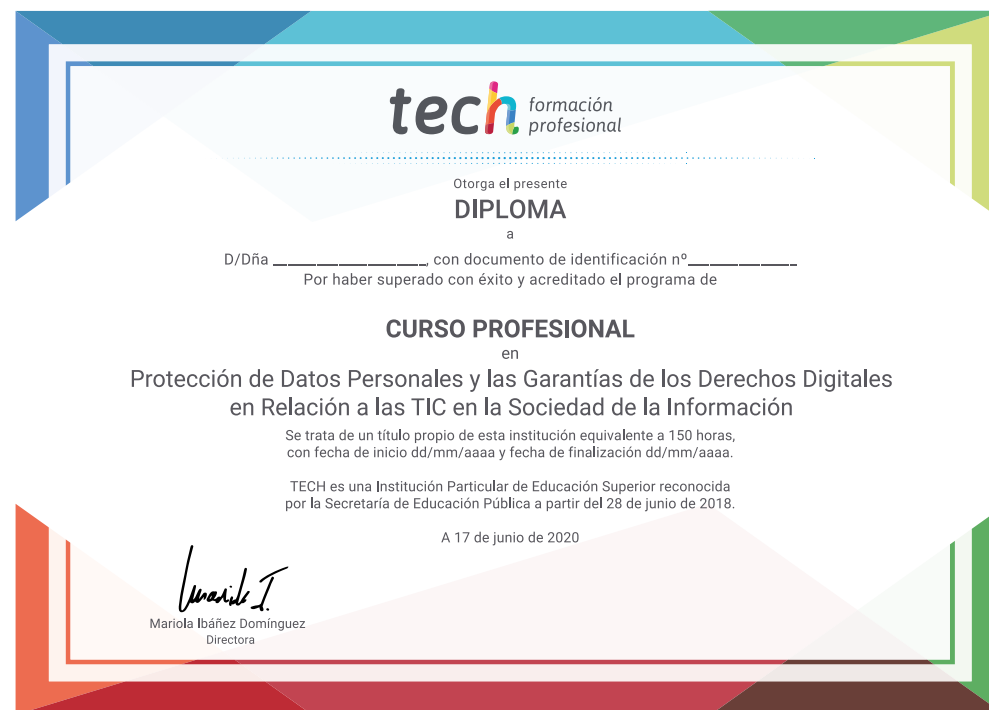 tech formación
profesional
Otorga el presente
DIPLOMA
a
D/Dña ____________________, con documento de identificación nº______________
Por haber superado con éxito y acreditado el programa de
CURSO PROFESIONAL
en
Protección de Datos Personales y las Garantías de los Derechos Digitales
en Relación a las TIC en la Sociedad de la Información
Se trata de un título propio de esta institución equivalente a 150 horas,
con fecha de inicio dd/mm/aaaa y fecha de finalización dd/mm/aaaa.
TECH es una Institución Particular de Educación Superior reconocida
por la Secretaría de Educación Pública a partir del 28 de junio de 2018.
A 17 de junio de 2020
Mariola Ibáñez Domínguez
Directora